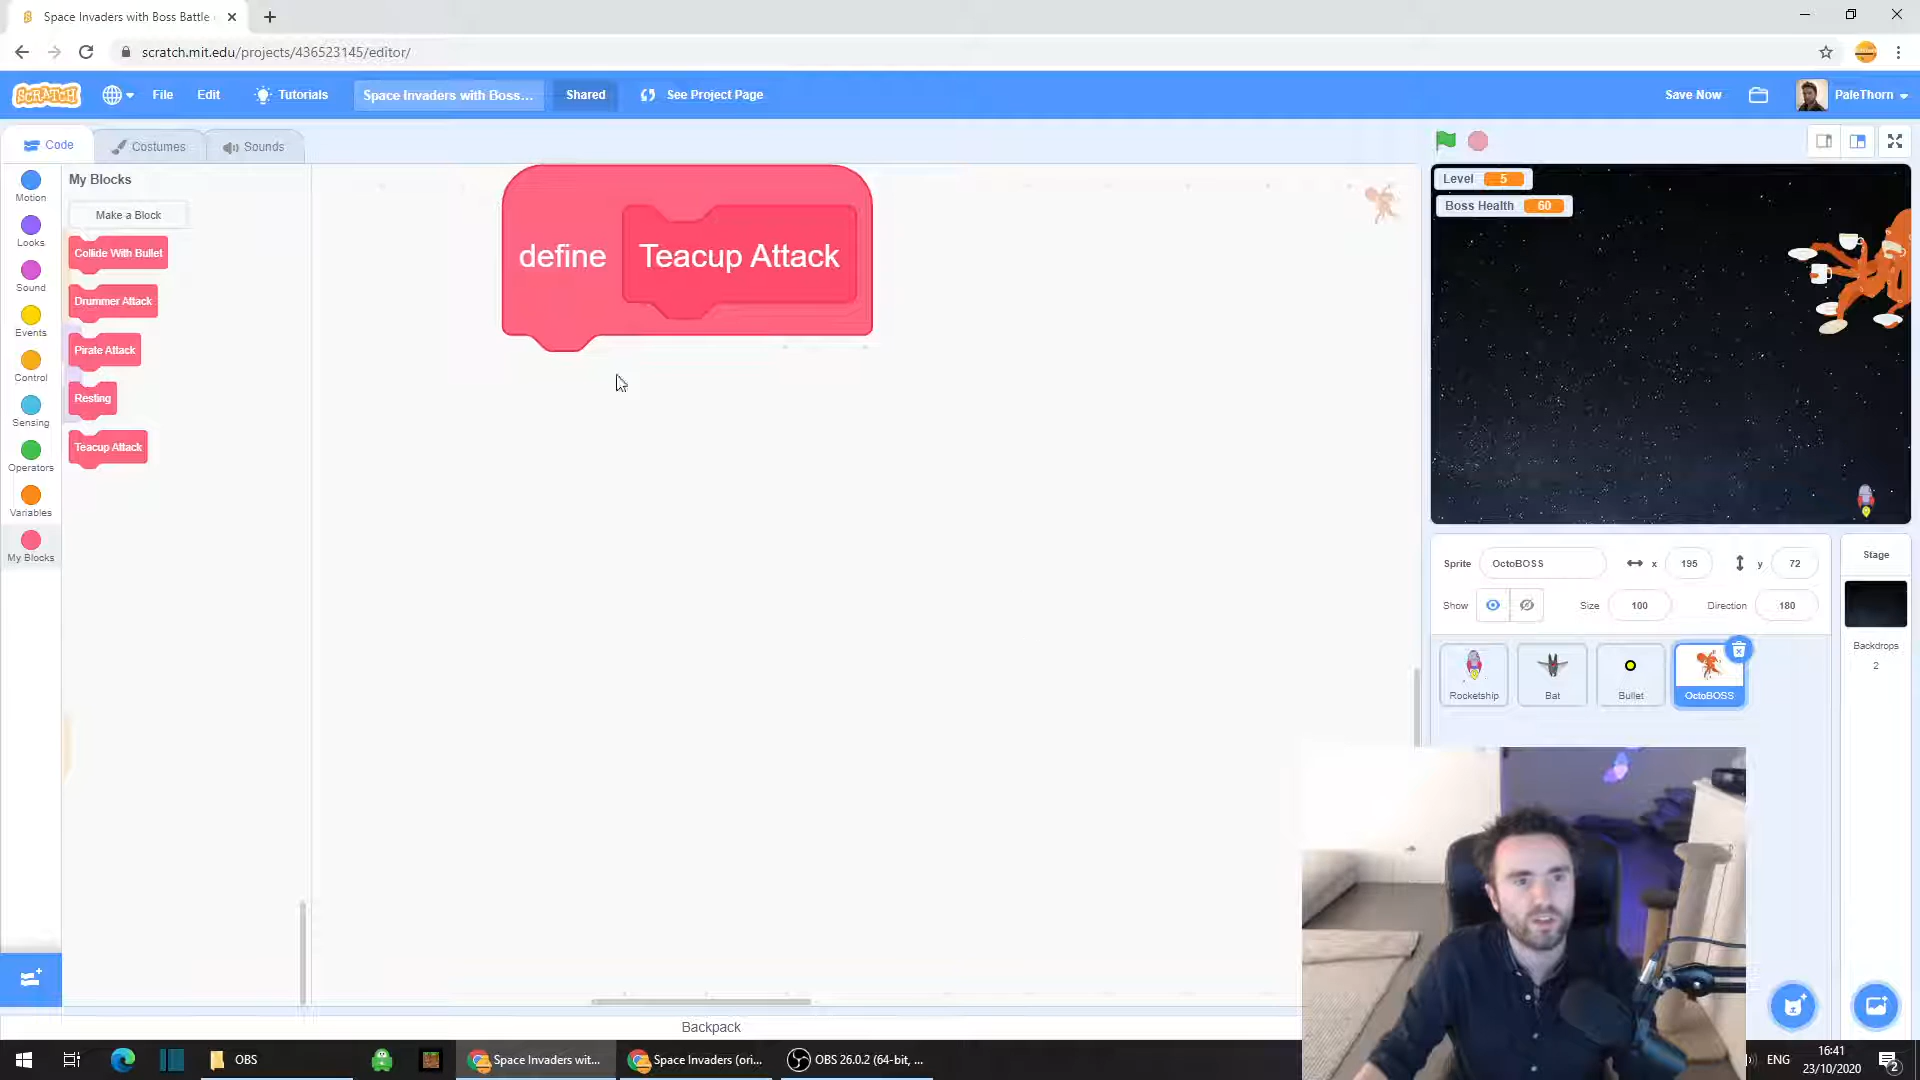 Space Invaders with Boss Battle
scratch.mit.edu/projects/436523145/editor/
SCRATCH
File
Edit
Tutorials
Space Invaders with Boss...
Shared
See Project Page
Save Now
PaleThorn
Code
Costumes
Sounds
Motion
Looks
Sound
Events
Control
Sensing
Operators
Variables
My Blocks
My Blocks
Make a Block
Collide With Bullet
Drummer Attack
Pirate Attack
Resting
Teacup Attack
define Teacup Attack
Level 5
Boss Health 60
Sprite OctoBOSS x 195 y 72
Show Size 100 Direction 180
Rocketship
Bat
Bullet
OctoBOSS
Stage
Backdrops
2
Backpack
OBS
Space Invaders wit...
Space Invaders (ori...
OBS 26.0.2 (64-bit, ...
ENG
16:41
23/10/2020
2